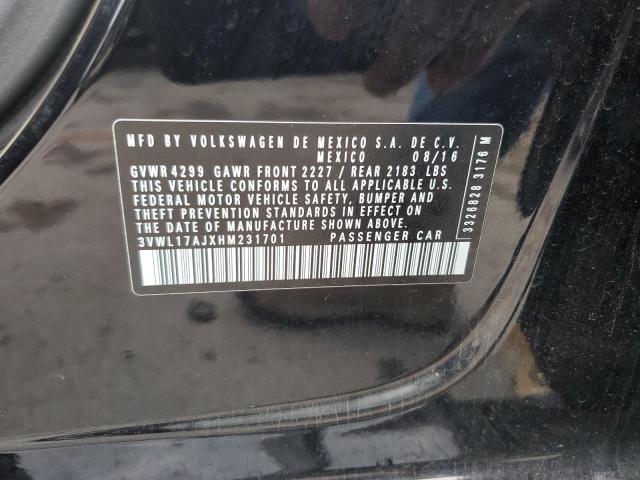 MFD BY VOLKSWAGEN DE MEXICO S.A. DE C.V.
MEXICO 08/16
GVWR 4299 GAWR FRONT 2227 / REAR 2183 LBS
THIS VEHICLE CONFORMS TO ALL APPLICABLE U.S.
FEDERAL MOTOR VEHICLE SAFETY, BUMPER AND
THEFT PREVENTION STANDARDS IN EFFECT ON
THE DATE OF MANUFACTURE SHOWN ABOVE.
3VWL17AJXHM231701 PASSENGER CAR
3326828 3176 M